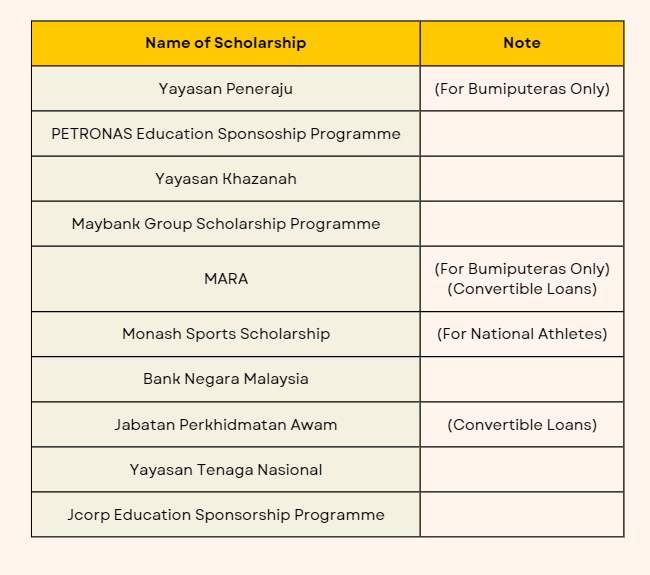 Name of Scholarship Note
Yayasan Peneraju (For Bumiputeras Only)
PETRONAS Education Sponsoship Programme
Yayasan Khazanah
Maybank Group Scholarship Programme
MARA (For Bumiputeras Only)
(Convertible Loans)
Monash Sports Scholarship (For National Athletes)
Bank Negara Malaysia
Jabatan Perkhidmatan Awam (Convertible Loans)
Yayasan Tenaga Nasional
Jcorp Education Sponsorship Programme